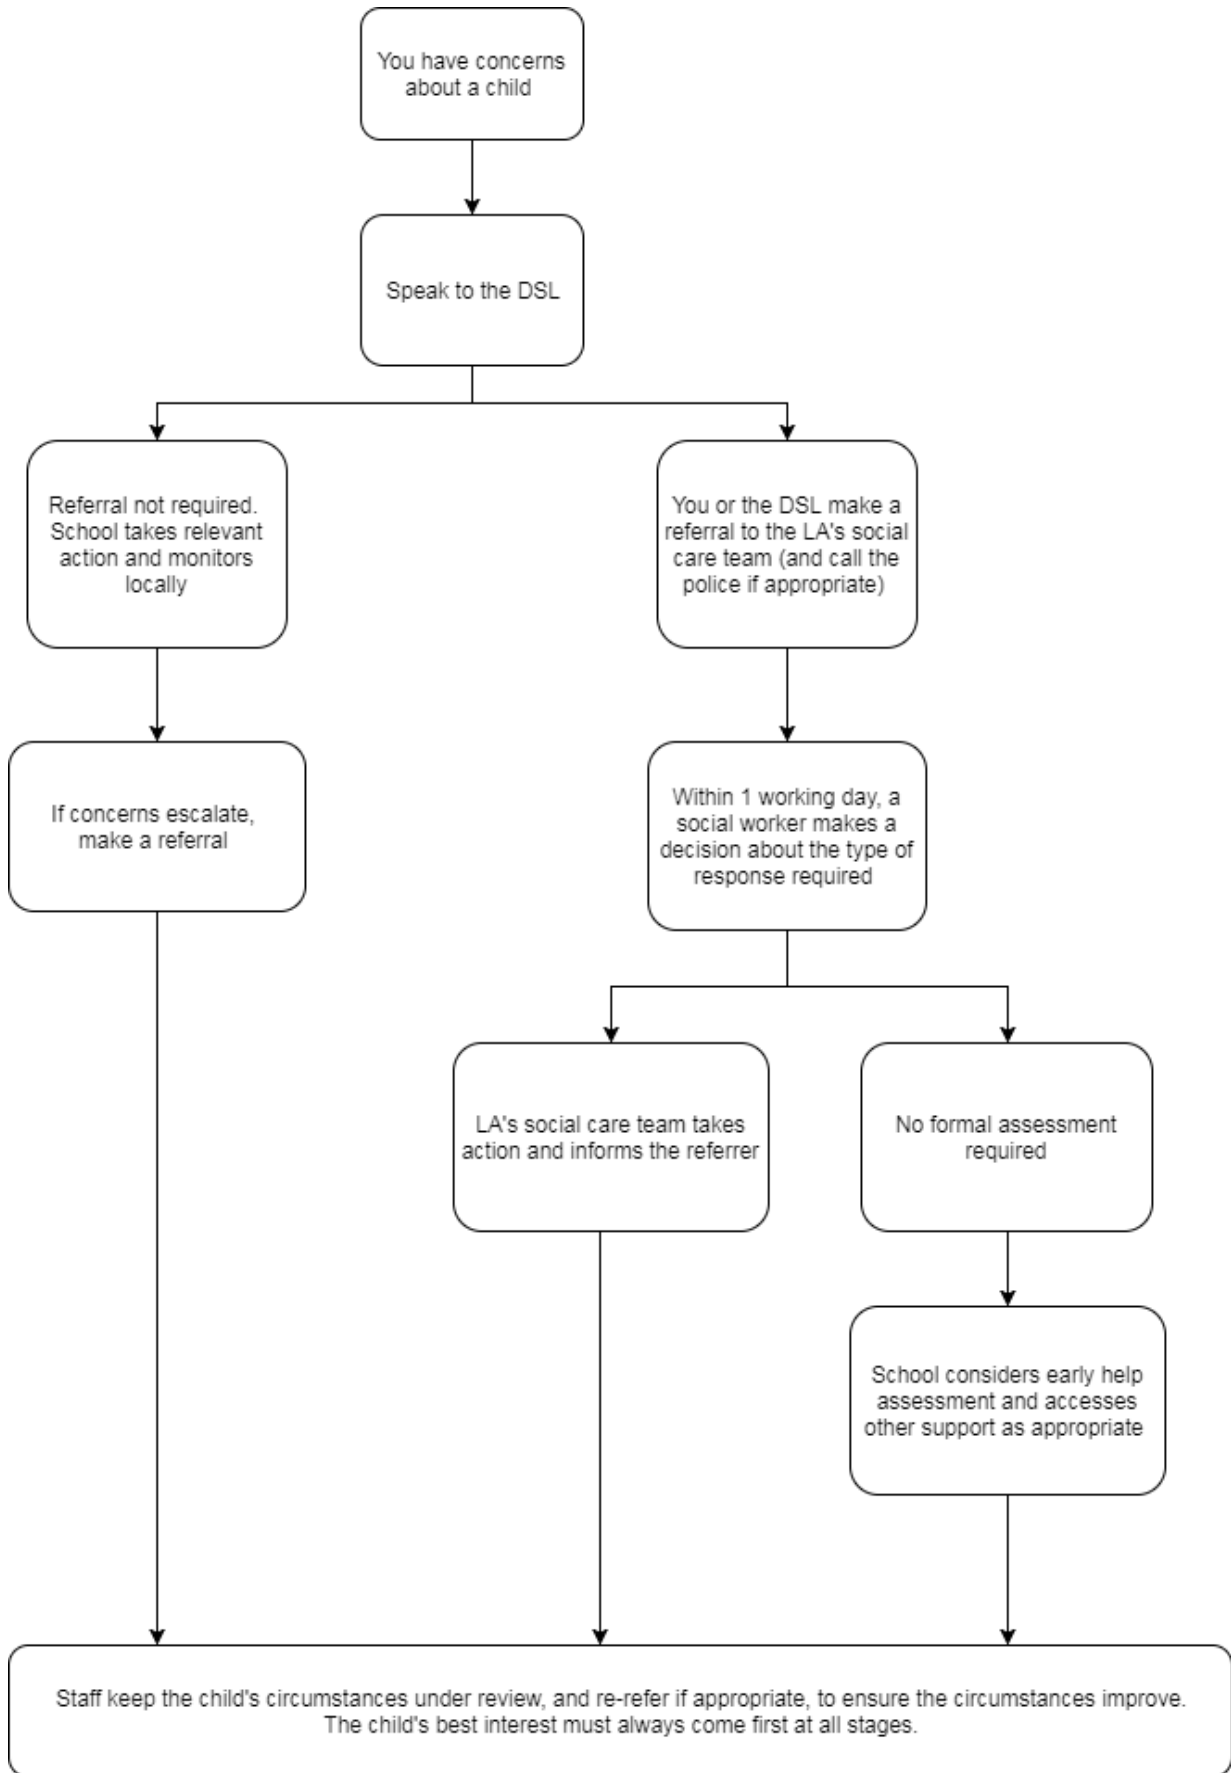 You have concerns
about a child
Speak to the DSL
Referral not required.
School takes relevant
action and monitors
locally
You or the DSL make a
referral to the LA's social
care team (and call the
police if appropriate)
If concerns escalate,
make a referral
Within 1 working day, a
social worker makes a
decision about the type of
response required
LA's social care team takes
action and informs the referrer
No formal assessment
required
School considers early help
assessment and accesses
other support as appropriate
Staff keep the child's circumstances under review, and re-refer if appropriate, to ensure the circumstances improve.
The child's best interest must always come first at all stages.